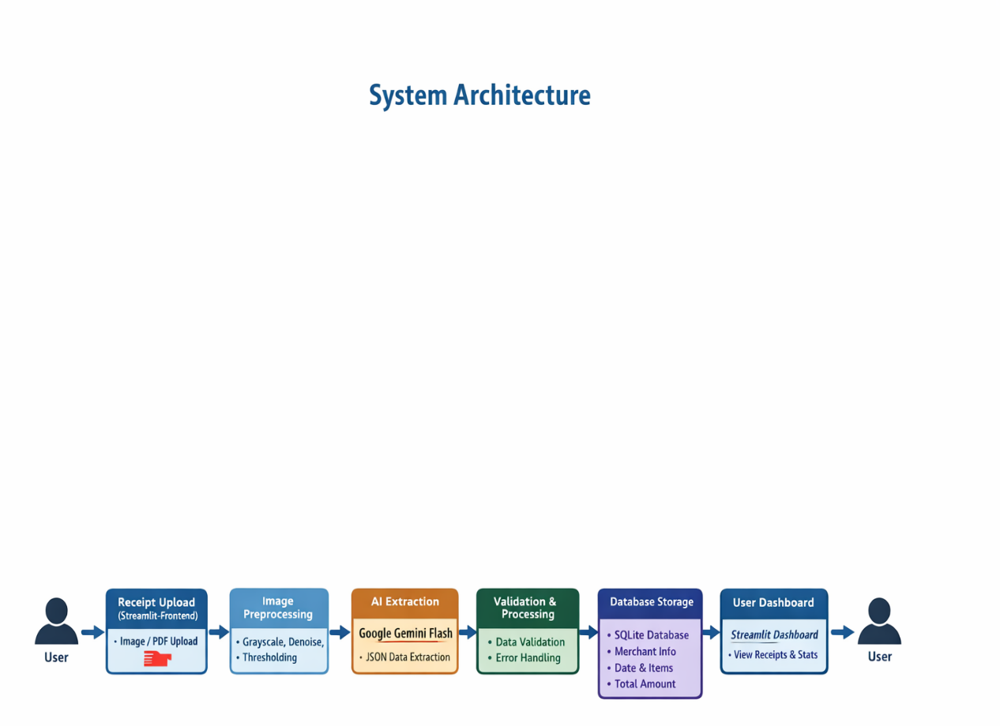 System Architecture
User
Receipt Upload
(Streamlit-Frontend)
• Image / PDF Upload
Image
Preprocessing
• Grayscale, Denoise,
• Thresholding
AI Extraction
Google Gemini Flash
• JSON Data Extraction
Validation &
Processing
• Data Validation
• Error Handling
Database Storage
• SQLite Database
• Merchant Info
• Date & Items
• Total Amount
User Dashboard
Streamlit Dashboard
• View Receipts & Stats
User